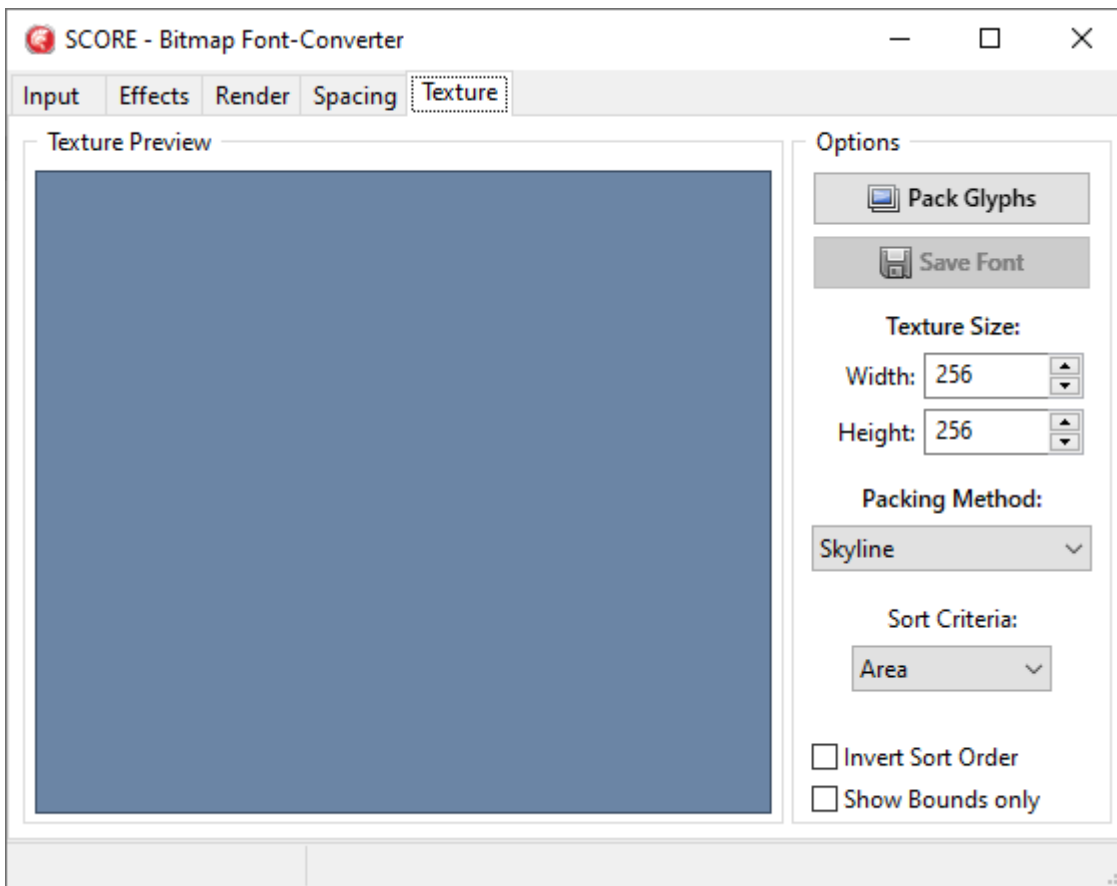 SCORE - Bitmap Font-Converter
Input Effects Render Spacing Texture
Texture Preview
Options
Pack Glyphs
Save Font
Texture Size:
Width: 256
Height: 256
Packing Method:
Skyline
Sort Criteria:
Area
Invert Sort Order
Show Bounds only